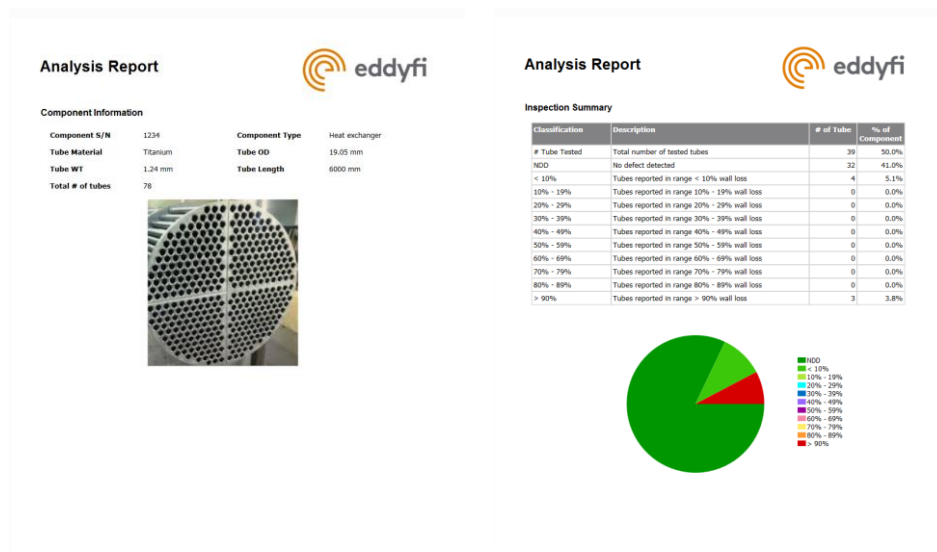 Analysis Report
eddyfi
Component Information
Component S/N 1234 Component Type Heat exchanger
Tube Material Titanium Tube OD 19.05 mm
Tube WT 1.24 mm Tube Length 6000 mm
Total # of tubes 78
Analysis Report
eddyfi
Inspection Summary
Classification Description # of Tube % of Component
# Tube Tested Total number of tested tubes 39 50.0%
NDD No defect detected 32 41.0%
< 10% Tubes reported in range < 10% wall loss 4 5.1%
10% - 19% Tubes reported in range 10% - 19% wall loss 0 0.0%
20% - 29% Tubes reported in range 20% - 29% wall loss 0 0.0%
30% - 39% Tubes reported in range 30% - 39% wall loss 0 0.0%
40% - 49% Tubes reported in range 40% - 49% wall loss 0 0.0%
50% - 59% Tubes reported in range 50% - 59% wall loss 0 0.0%
60% - 69% Tubes reported in range 60% - 69% wall loss 0 0.0%
70% - 79% Tubes reported in range 70% - 79% wall loss 0 0.0%
80% - 89% Tubes reported in range 80% - 89% wall loss 0 0.0%
> 90% Tubes reported in range > 90% wall loss 3 3.8%
NDD
< 10%
10% - 19%
20% - 29%
30% - 39%
40% - 49%
50% - 59%
60% - 69%
70% - 79%
80% - 89%
> 90%